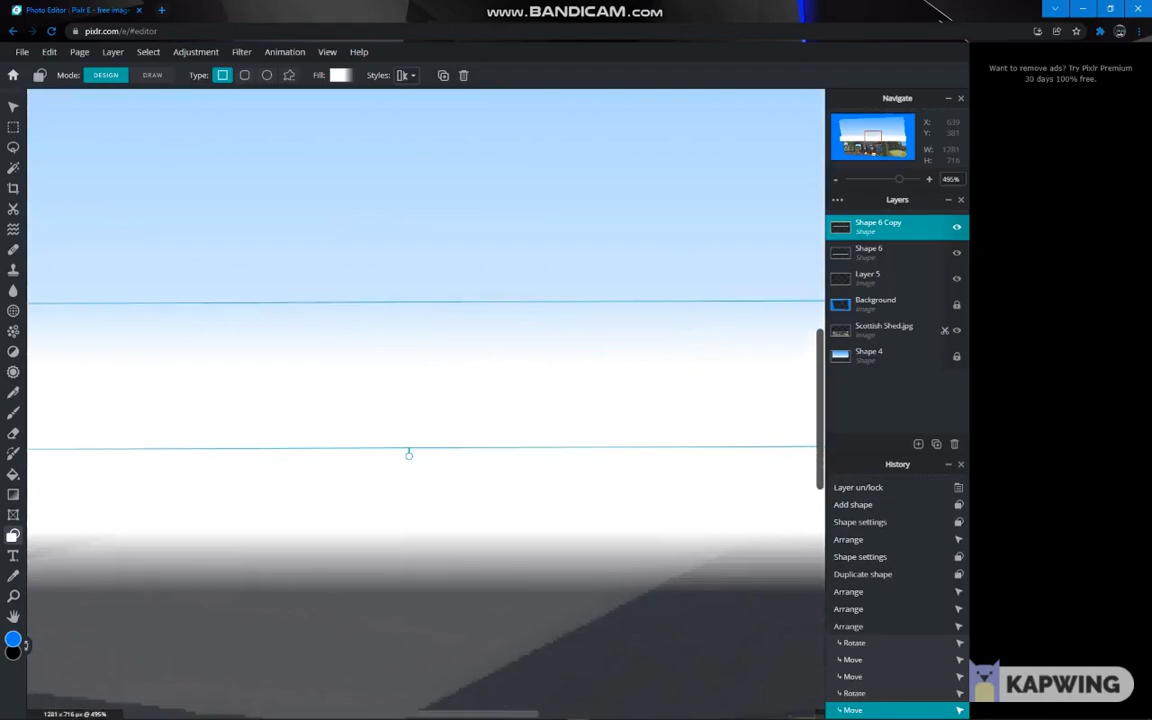 Photo Editor : Pixlr E - free imag
www.BANDICAM.com
pixlr.com/e/#editor
File Edit Page Layer Select Adjustment Filter Animation View Help
Mode: DESIGN DRAW Type: Fill: Styles:
Want to remove ads? Try Pixlr Premium
30 days 100% free.
Navigate
X: 639
Y: 381
W: 1281
H: 716
495%
Layers
Shape 6 Copy
Shape
Shape 6
Shape
Layer 5
Image
Background
Image
Scottish Shed.jpg
Image
Shape 4
Shape
History
Layer un/lock
Add shape
Shape settings
Arrange
Shape settings
Duplicate shape
Arrange
Arrange
Arrange
Rotate
Move
Move
Rotate
Move
KAPWING
1281 x 716 px @ 495%